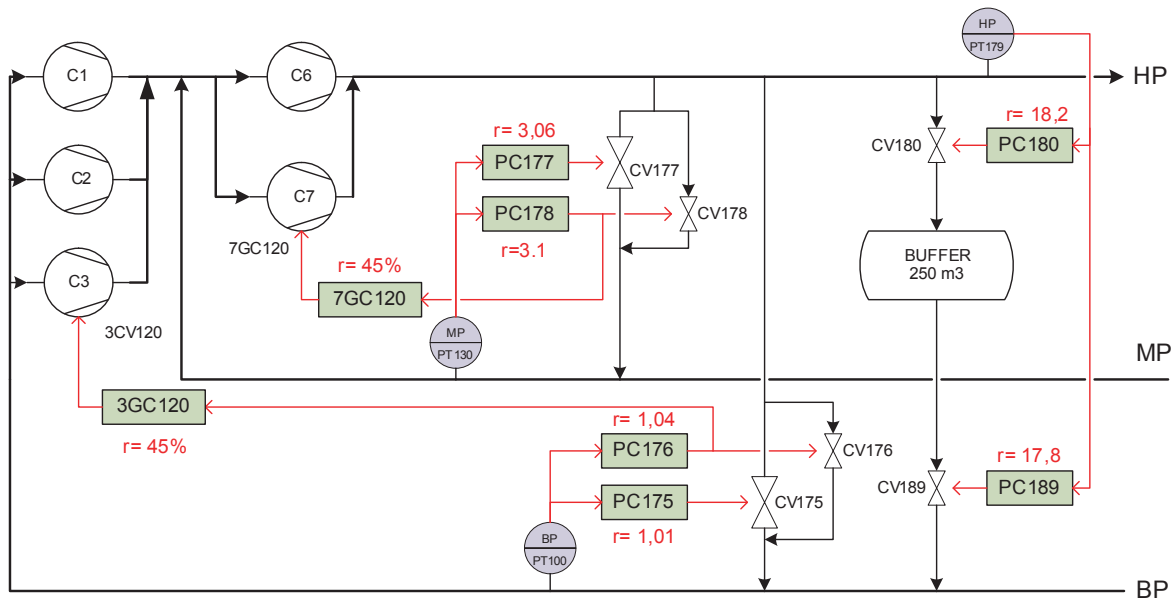 HP
PT179
C1
C6
HP
r= 3,06
r= 18,2
PC177
CV177
CV180
PC180
C2
C7
PC178
CV178
r=3.1
7GC120
r= 45%
BUFFER
250 m3
C3
7GC120
3CV120
MP
PT130
MP
3GC120
r= 45%
r= 1,04
PC176
CV176
r= 17,8
PC175
CV175
CV189
PC189
r= 1,01
BP
PT100
BP